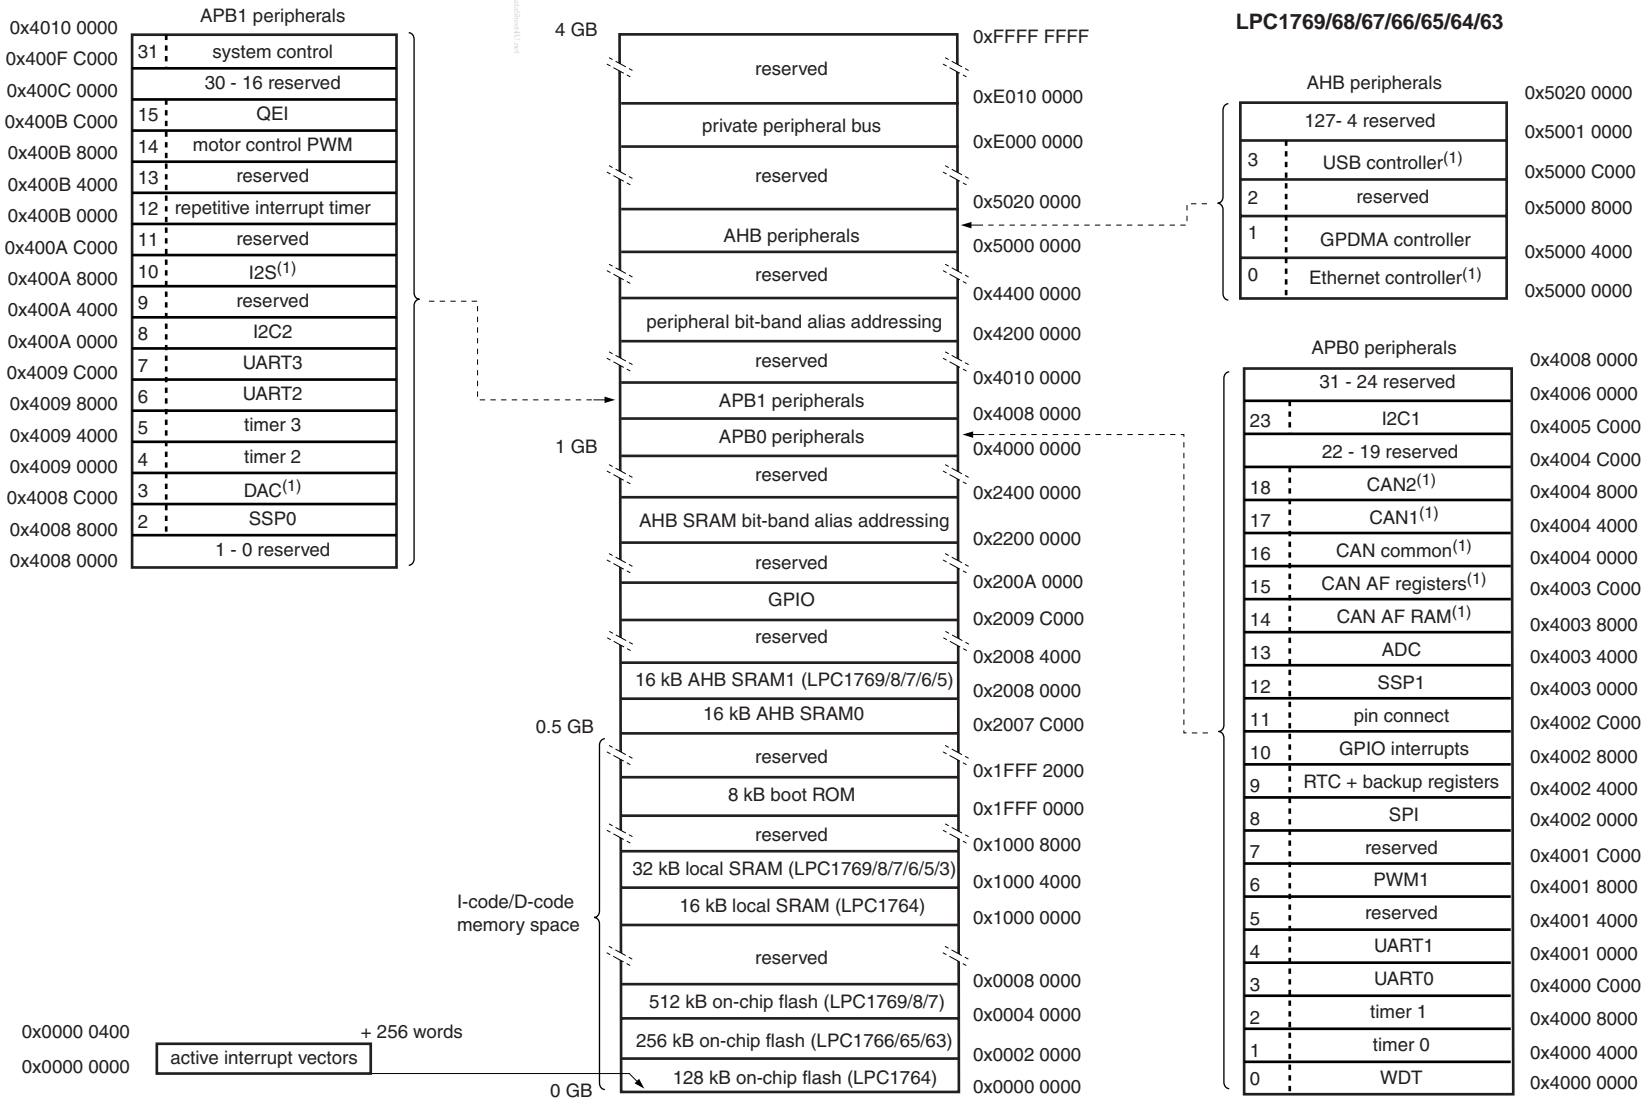 LPC1769/68/67/66/65/64/63
APB1 peripherals
0x4010 0000
31 system control
0x400F C000
30 - 16 reserved
0x400C 0000
15 QEI
0x400B C000
14 motor control PWM
0x400B 8000
13 reserved
0x400B 4000
12 repetitive interrupt timer
0x400B 0000
11 reserved
0x400A C000
10 I2S(1)
0x400A 8000
9 reserved
0x400A 4000
8 I2C2
0x400A 0000
7 UART3
0x4009 C000
6 UART2
0x4009 8000
5 timer 3
0x4009 4000
4 timer 2
0x4009 0000
3 DAC(1)
0x4008 C000
2 SSP0
0x4008 8000
1 - 0 reserved
0x4008 0000
0x0000 0400
+ 256 words
active interrupt vectors
0x0000 0000
4 GB
0xFFFF FFFF
reserved
0xE010 0000
private peripheral bus
0xE000 0000
reserved
0x5020 0000
AHB peripherals
0x5000 0000
reserved
0x4400 0000
peripheral bit-band alias addressing
0x4200 0000
reserved
0x4010 0000
APB1 peripherals
0x4008 0000
APB0 peripherals
1 GB
0x4000 0000
reserved
0x2400 0000
AHB SRAM bit-band alias addressing
0x2200 0000
reserved
0x200A 0000
GPIO
0x2009 C000
reserved
0x2008 4000
16 kB AHB SRAM1 (LPC1769/8/7/6/5)
0x2008 0000
16 kB AHB SRAM0
0.5 GB
0x2007 C000
reserved
0x1FFF 2000
8 kB boot ROM
0x1FFF 0000
reserved
0x1000 8000
32 kB local SRAM (LPC1769/8/7/6/5/3)
0x1000 4000
I-code/D-code
memory space
16 kB local SRAM (LPC1764)
0x1000 0000
reserved
0x0008 0000
512 kB on-chip flash (LPC1769/8/7)
0x0004 0000
256 kB on-chip flash (LPC1766/65/63)
0x0002 0000
128 kB on-chip flash (LPC1764)
0 GB
0x0000 0000
AHB peripherals
0x5020 0000
127- 4 reserved
0x5001 0000
3 USB controller(1)
0x5000 C000
2 reserved
0x5000 8000
1 GPDMA controller
0x5000 4000
0 Ethernet controller(1)
0x5000 0000
APB0 peripherals
0x4008 0000
31 - 24 reserved
0x4006 0000
23 I2C1
0x4005 C000
22 - 19 reserved
0x4004 C000
18 CAN2(1)
0x4004 8000
17 CAN1(1)
0x4004 4000
16 CAN common(1)
0x4004 0000
15 CAN AF registers(1)
0x4003 C000
14 CAN AF RAM(1)
0x4003 8000
13 ADC
0x4003 4000
12 SSP1
0x4003 0000
11 pin connect
0x4002 C000
10 GPIO interrupts
0x4002 8000
9 RTC + backup registers
0x4002 4000
8 SPI
0x4002 0000
7 reserved
0x4001 C000
6 PWM1
0x4001 8000
5 reserved
0x4001 4000
4 UART1
0x4001 0000
3 UART0
0x4000 C000
2 timer 1
0x4000 8000
1 timer 0
0x4000 4000
0 WDT
0x4000 0000